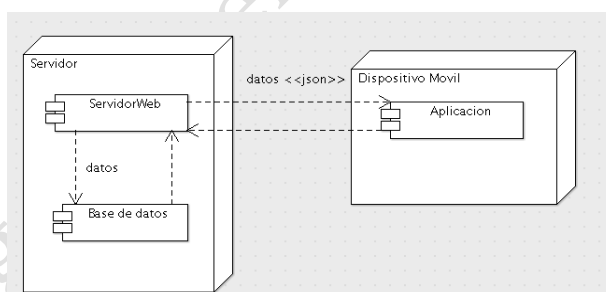 Servidor
ServidorWeb
datos
Base de datos
datos <<json>>
Dispositivo Movil
Aplicacion